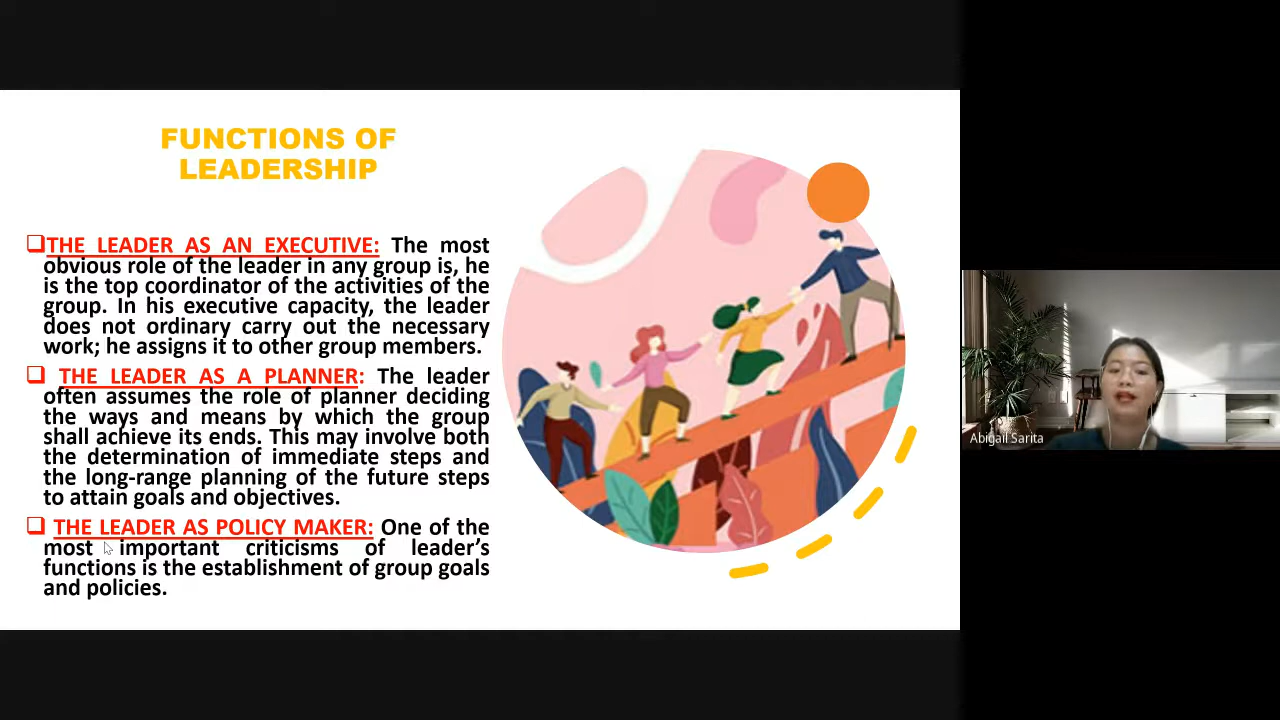 FUNCTIONS OF
LEADERSHIP
THE LEADER AS AN EXECUTIVE: The most
obvious role of the leader in any group is, he
is the top coordinator of the activities of the
group. In his executive capacity, the leader
does not ordinary carry out the necessary
work; he assigns it to other group members.
THE LEADER AS A PLANNER: The leader
often assumes the role of planner deciding
the ways and means by which the group
shall achieve its ends. This may involve both
the determination of immediate steps and
the long-range planning of the future steps
to attain goals and objectives.
THE LEADER AS POLICY MAKER: One of the
most important criticisms of leader's
functions is the establishment of group goals
and policies.
Abigail Sarita